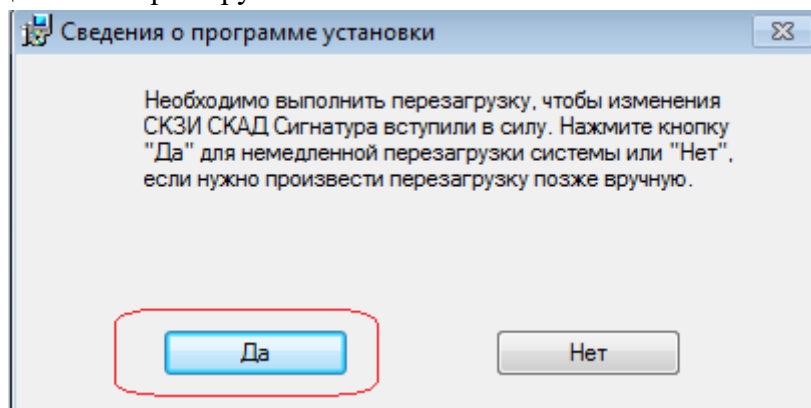 Сведения о программе установки
Необходимо выполнить перезагрузку, чтобы изменения
СКЗИ СКАД Сигнатура вступили в силу. Нажмите кнопку
"Да" для немедленной перезагрузки системы или "Нет",
если нужно произвести перезагрузку позже вручную.
Да
Нет